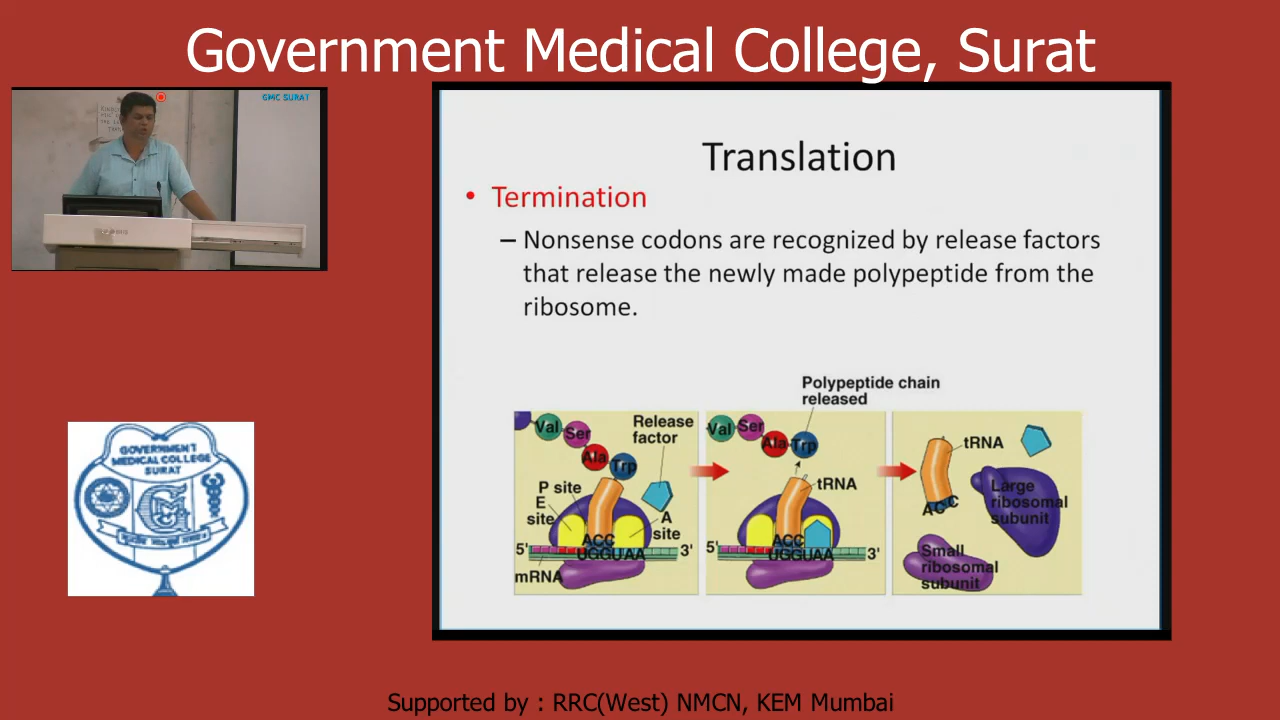 Government Medical College, Surat
GMC SURAT
Translation
• Termination
– Nonsense codons are recognized by release factors
that release the newly made polypeptide from the
ribosome.
Polypeptide chain
released
Val
Ser
Ala
Trp
Release
factor
P site
E
site
A
site
ACC
UGGUAA
5'
3'
mRNA
Val
Ser
Ala
Trp
tRNA
ACC
UGGUAA
5'
3'
tRNA
ACC
Large
ribosomal
subunit
Small
ribosomal
subunit
GOVERNMENT
MEDICAL COLLEGE
SURAT
Supported by : RRC(West) NMCN, KEM Mumbai